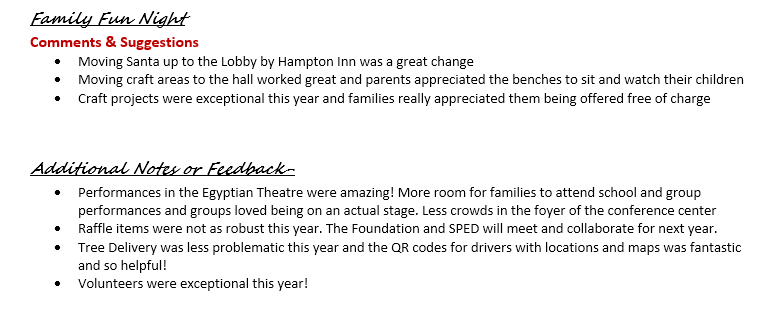 Family Fun Night
Comments & Suggestions
• Moving Santa up to the Lobby by Hampton Inn was a great change
• Moving craft areas to the hall worked great and parents appreciated the benches to sit and watch their children
• Craft projects were exceptional this year and families really appreciated them being offered free of charge
Additional Notes or Feedback-
• Performances in the Egyptian Theatre were amazing! More room for families to attend school and group
performances and groups loved being on an actual stage. Less crowds in the foyer of the conference center
• Raffle items were not as robust this year. The Foundation and SPED will meet and collaborate for next year.
• Tree Delivery was less problematic this year and the QR codes for drivers with locations and maps was fantastic
and so helpful!
• Volunteers were exceptional this year!